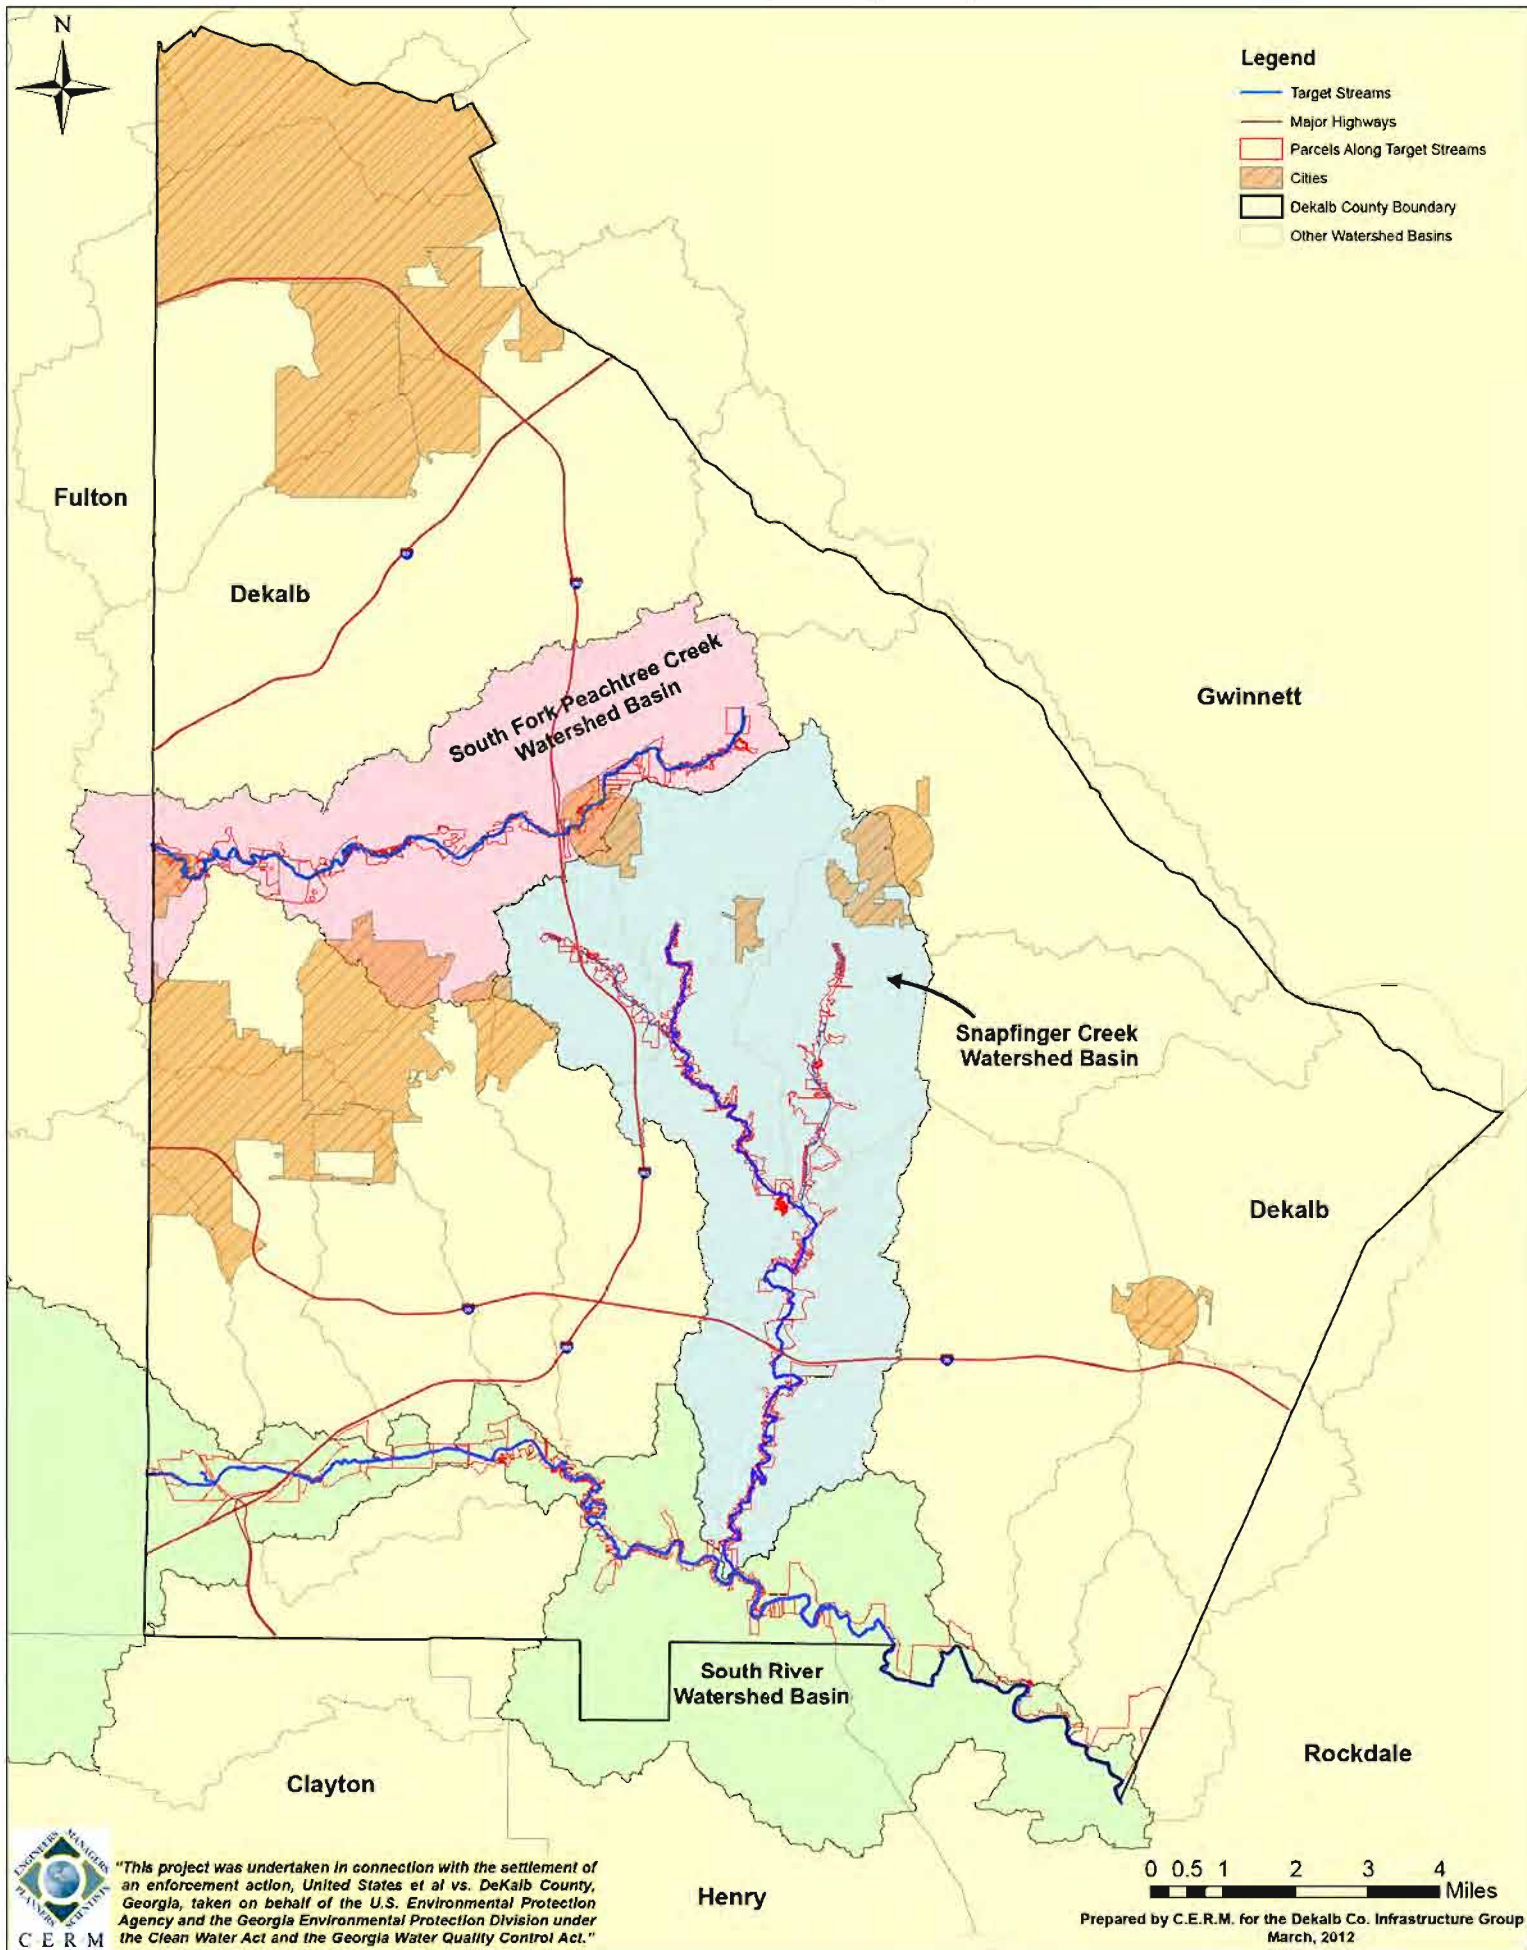 N
Legend
Target Streams
Major Highways
Parcels Along Target Streams
Cities
Dekalb County Boundary
Other Watershed Basins
Fulton
Dekalb
South Fork Peachtree Creek
Watershed Basin
Gwinnett
Snapfinger Creek
Watershed Basin
Dekalb
South River
Watershed Basin
Rockdale
Clayton
Henry
ENGINEERS MANAGERS
PLANNERS SCIENTISTS
C E R M
"This project was undertaken in connection with the settlement of
an enforcement action, United States et al vs. DeKalb County,
Georgia, taken on behalf of the U.S. Environmental Protection
Agency and the Georgia Environmental Protection Division under
the Clean Water Act and the Georgia Water Quality Control Act."
0 0.5 1 2 3 4
Miles
Prepared by C.E.R.M. for the Dekalb Co. Infrastructure Group
March, 2012